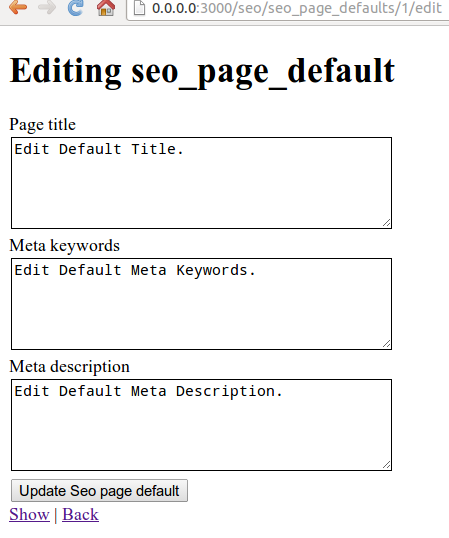 0.0.0.0:3000/seo/seo_page_defaults/1/edit
Editing seo_page_default
Page title
Edit Default Title.
Meta keywords
Edit Default Meta Keywords.
Meta description
Edit Default Meta Description.
Update Seo page default
Show | Back